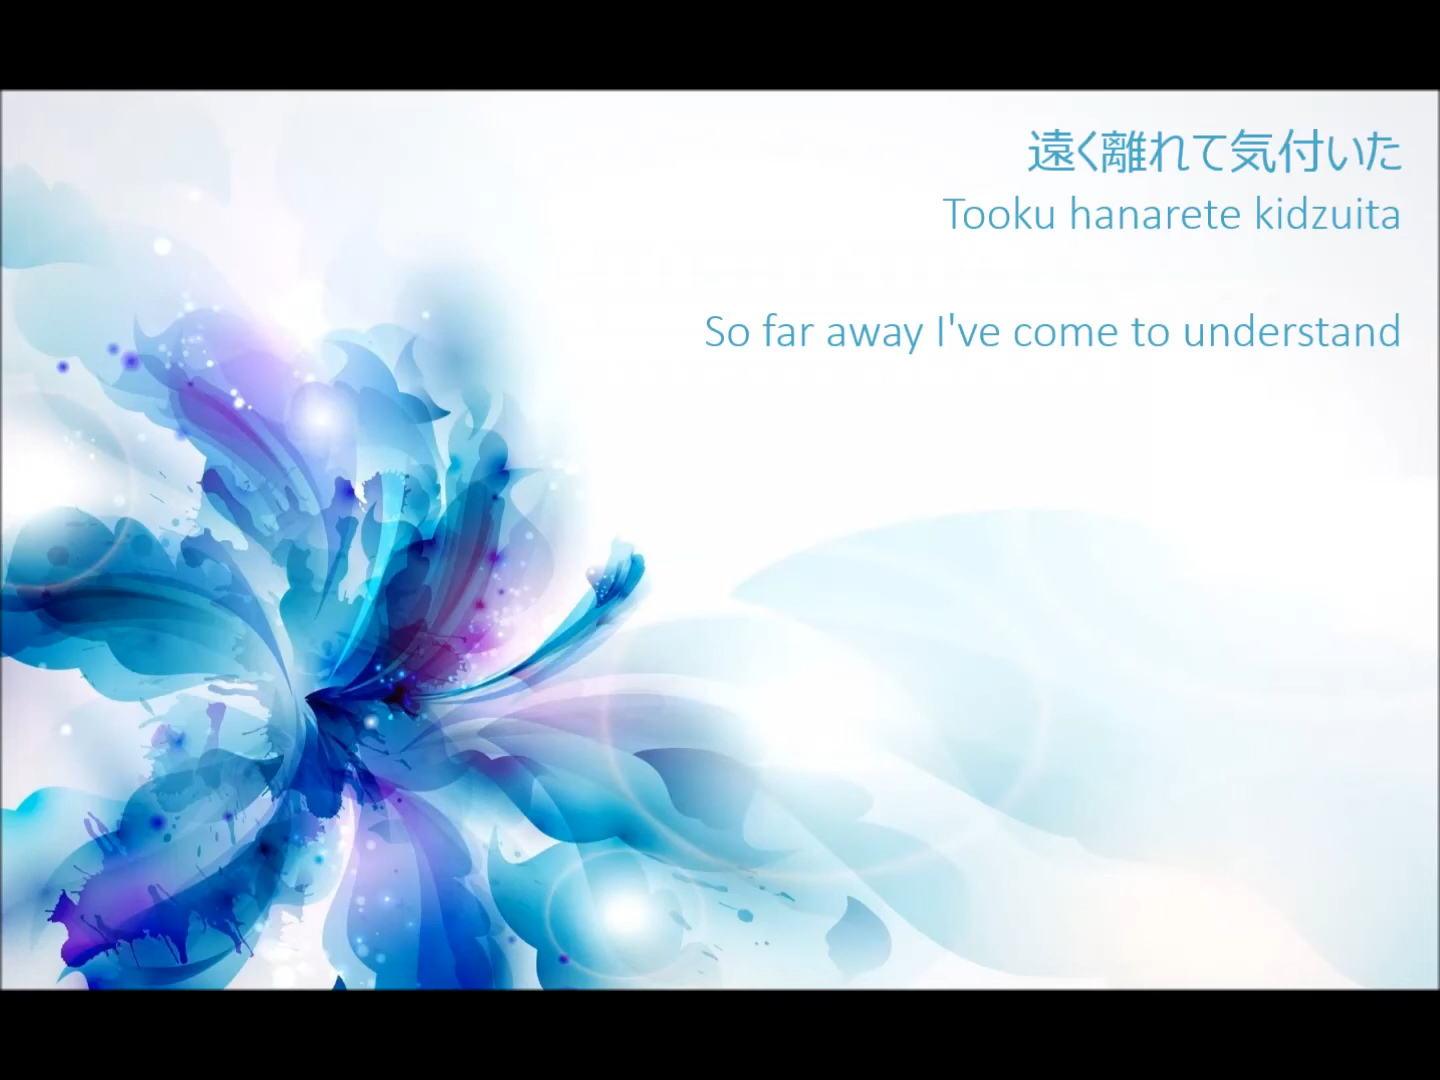 遠く離れて気付いた
Tooku hanarete kidzuita
So far away I've come to understand